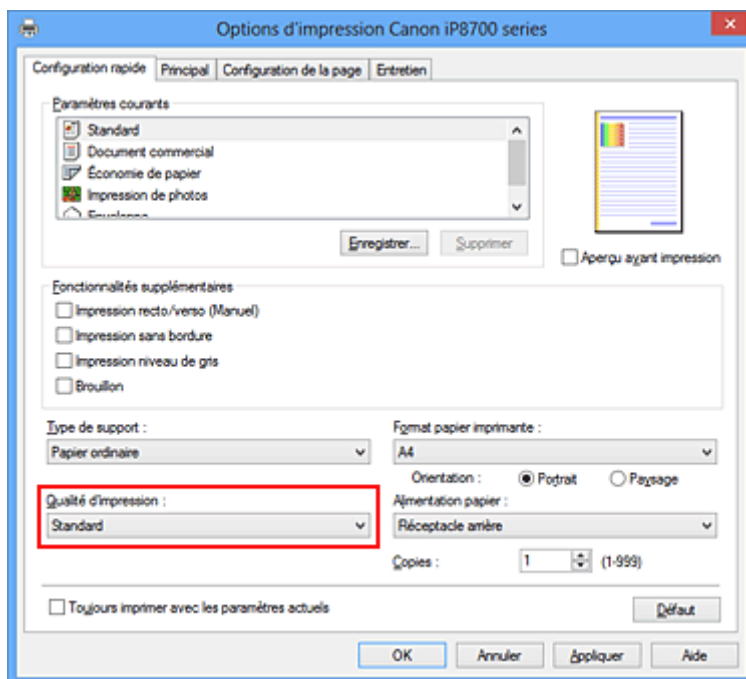 Options d'impression Canon iP8700 series
Configuration rapide Principal Configuration de la page Entretien
Paramètres courants
Standard
Document commercial
Économie de papier
Impression de photos
Enregistrer... Supprimer
Aperçu avant impression
Fonctionnalités supplémentaires
Impression recto/verso (Manuel)
Impression sans bordure
Impression niveau de gris
Brouillon
Type de support :
Papier ordinaire
Format papier imprimante :
A4
Orientation : Portrait Paysage
Qualité d'impression :
Standard
Alimentation papier :
Réceptacle arrière
Copies : 1 (1-999)
Toujours imprimer avec les paramètres actuels
Défaut
OK Annuler Appliquer Aide